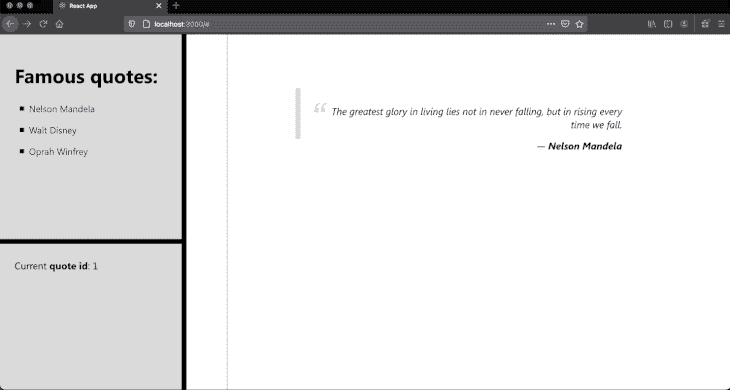 React App
localhost:3000/#
Famous quotes:
Nelson Mandela
Walt Disney
Oprah Winfrey
Current quote id: 1
“ The greatest glory in living lies not in never falling, but in rising every
time we fall.
— Nelson Mandela